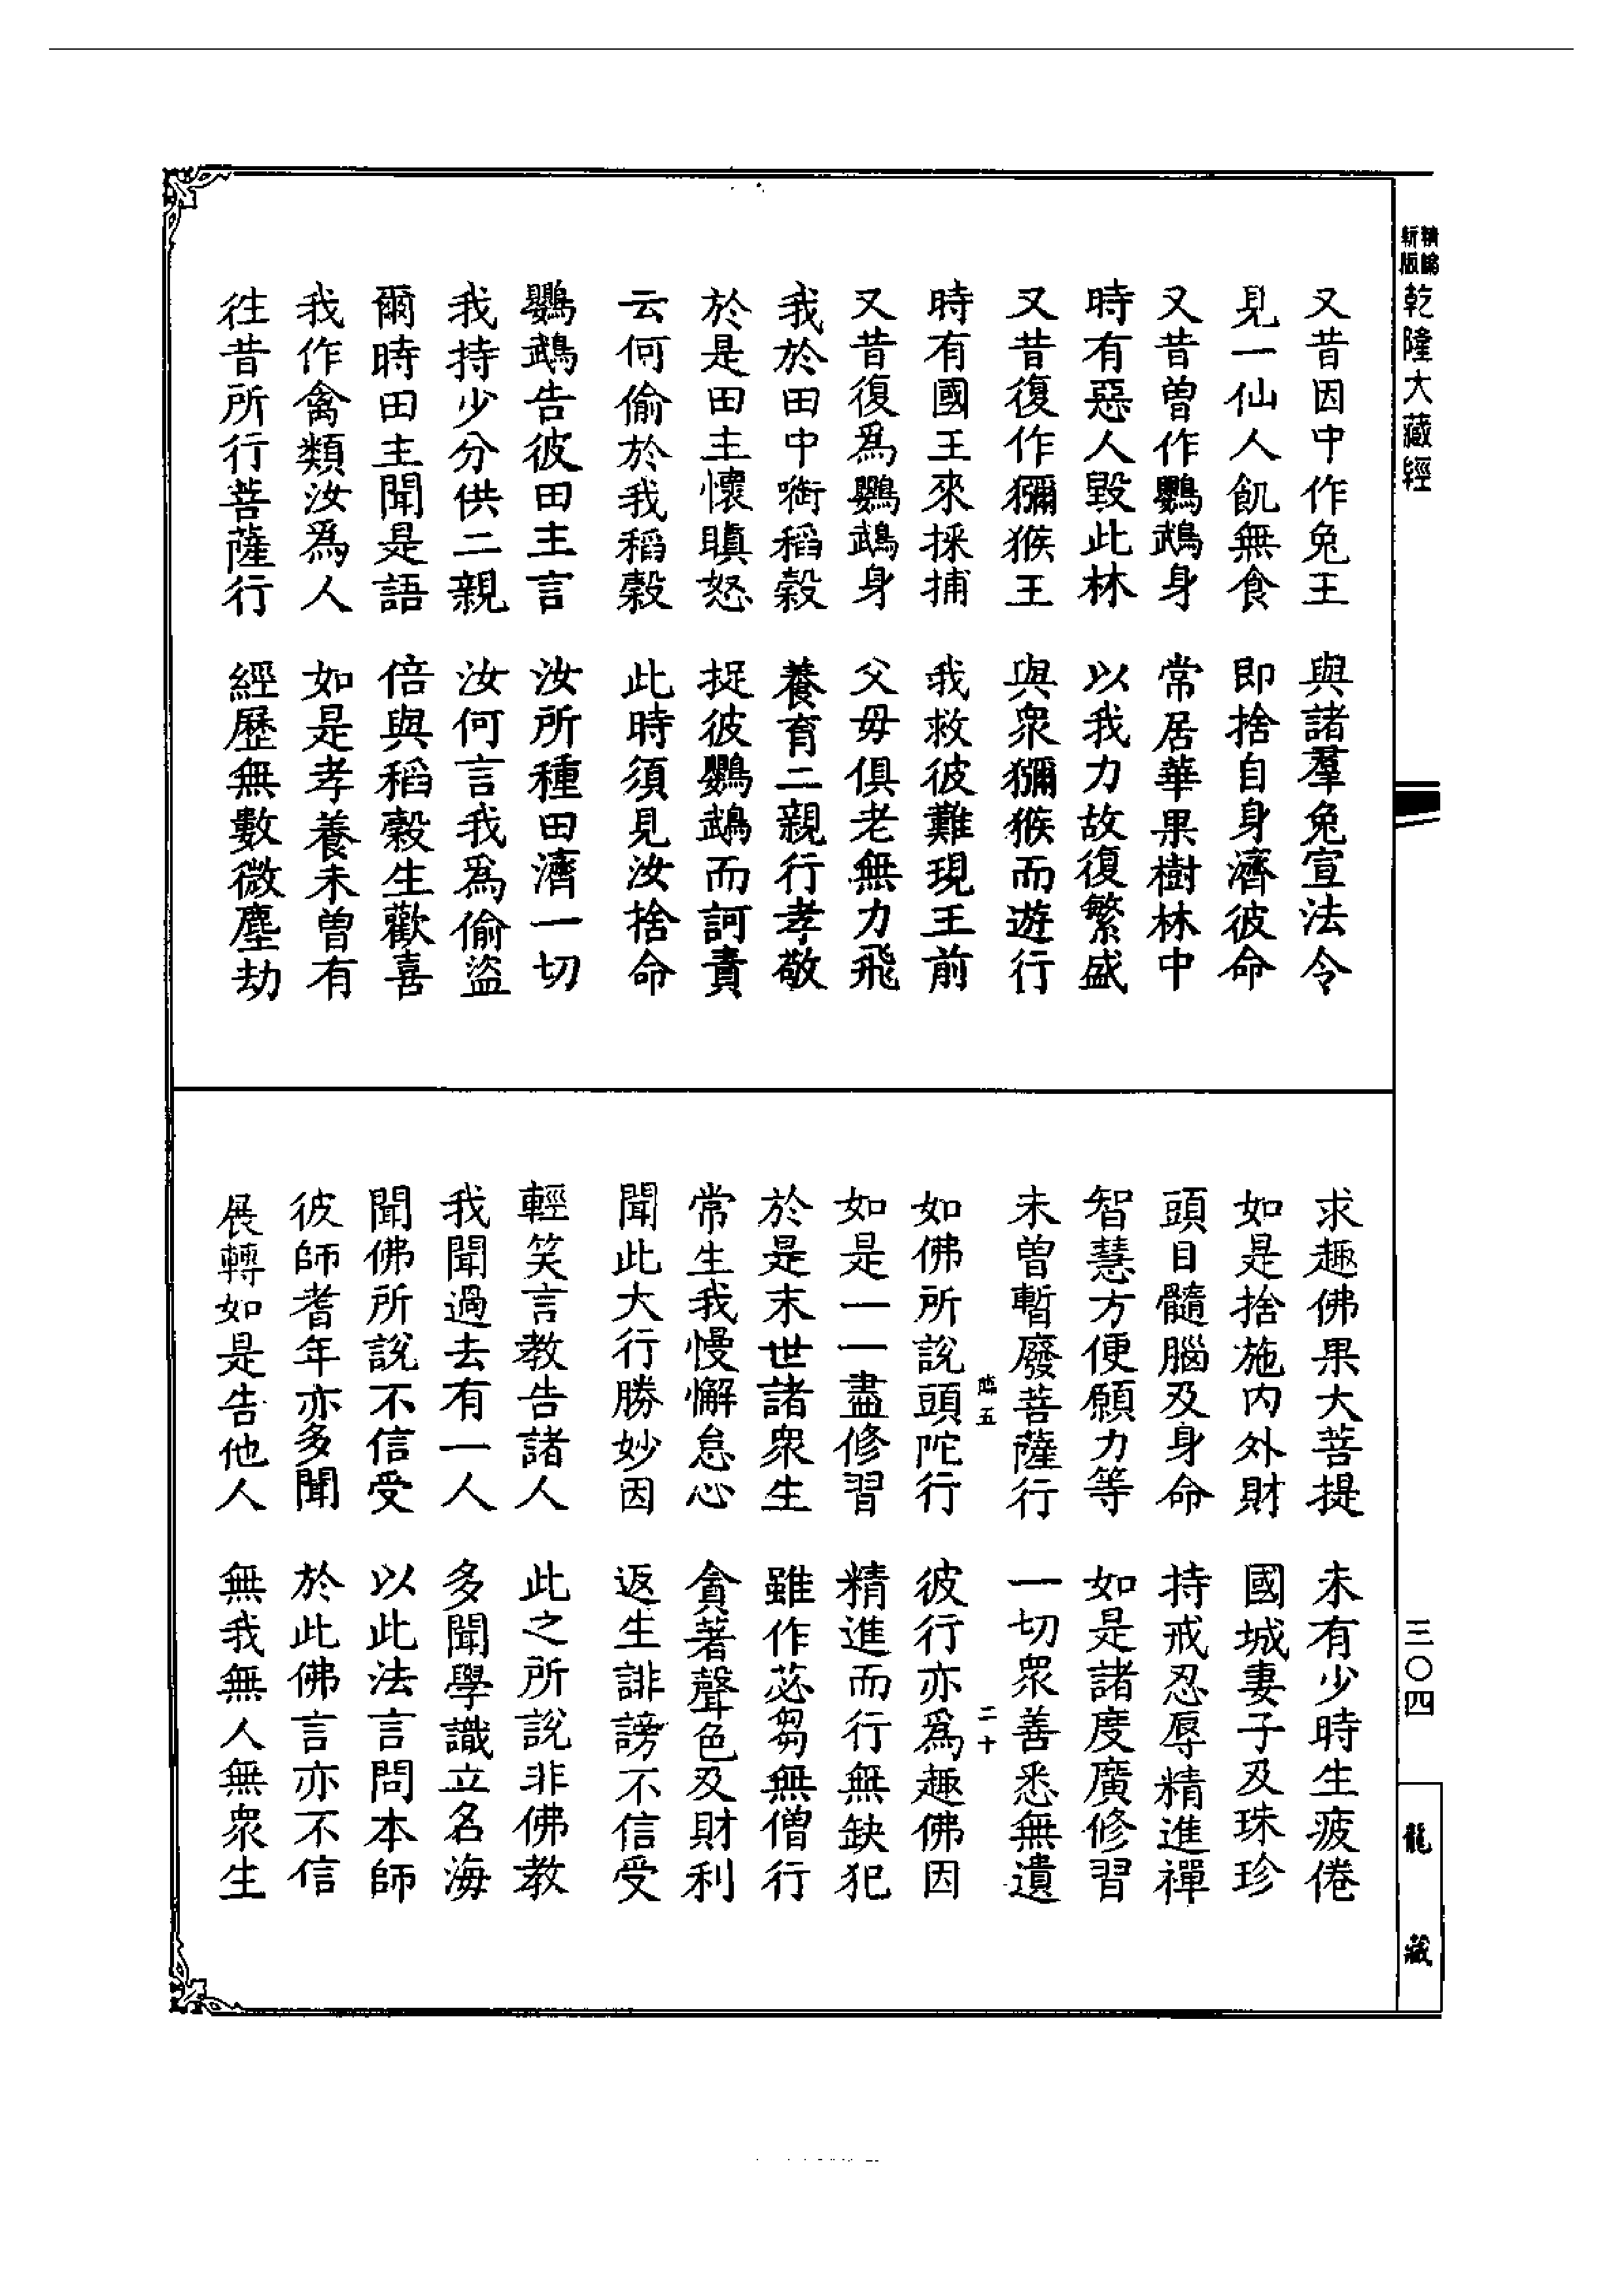 精編
新版
乾隆大藏經
又昔因中作兔王　與諸羣兔宣法令
見一仙人飢無食　即捨自身濟彼命
又昔曾作鸚鵡身　常居華果樹林中
時有惡人毀此林　以我力故復繁盛
又昔復作獼猴王　與衆獼猴而遊行
時有國王來採捕　我救彼難現王前
又昔復爲鸚鵡身　父母俱老無力飛
我於田中銜稻穀　養育二親行孝敬
於是田主懷瞋怒　捉彼鸚鵡而訶責
云何偷於我稻穀　此時須見汝捨命
鸚鵡告彼田主言　汝所種田濟一切
我持少分供二親　汝何言我爲偷盜
爾時田主聞是語　倍與稻穀生歡喜
我作禽類汝爲人　如是孝養未曾有
往昔所行菩薩行　經歷無數微塵劫
求趣佛果大菩提　未有少時生疲倦
如是捨施內外財　國城妻子及珠珍
頭目髓腦及身命　持戒忍辱精進禪
智慧方便願力等　如是諸度廣修習
未曾暫廢菩薩行　一切衆善悉無遺
五　二十
如佛所說頭陀行　彼行亦爲趣佛因
如是一一盡修習　精進而行無缺犯
於是末世諸衆生　雖作苾芻無僧行
常生我慢懈怠心　貪著聲色及財利
聞此大行勝妙因　返生誹謗不信受
輕笑言教告諸人　此之所說非佛教
我聞過去有一人　多聞學識立名海
聞佛所說不信受　以此法言問本師
彼師耆年亦多聞　於此佛言亦不信
展轉如是告他人　無我無人無衆生
三〇四
龍藏